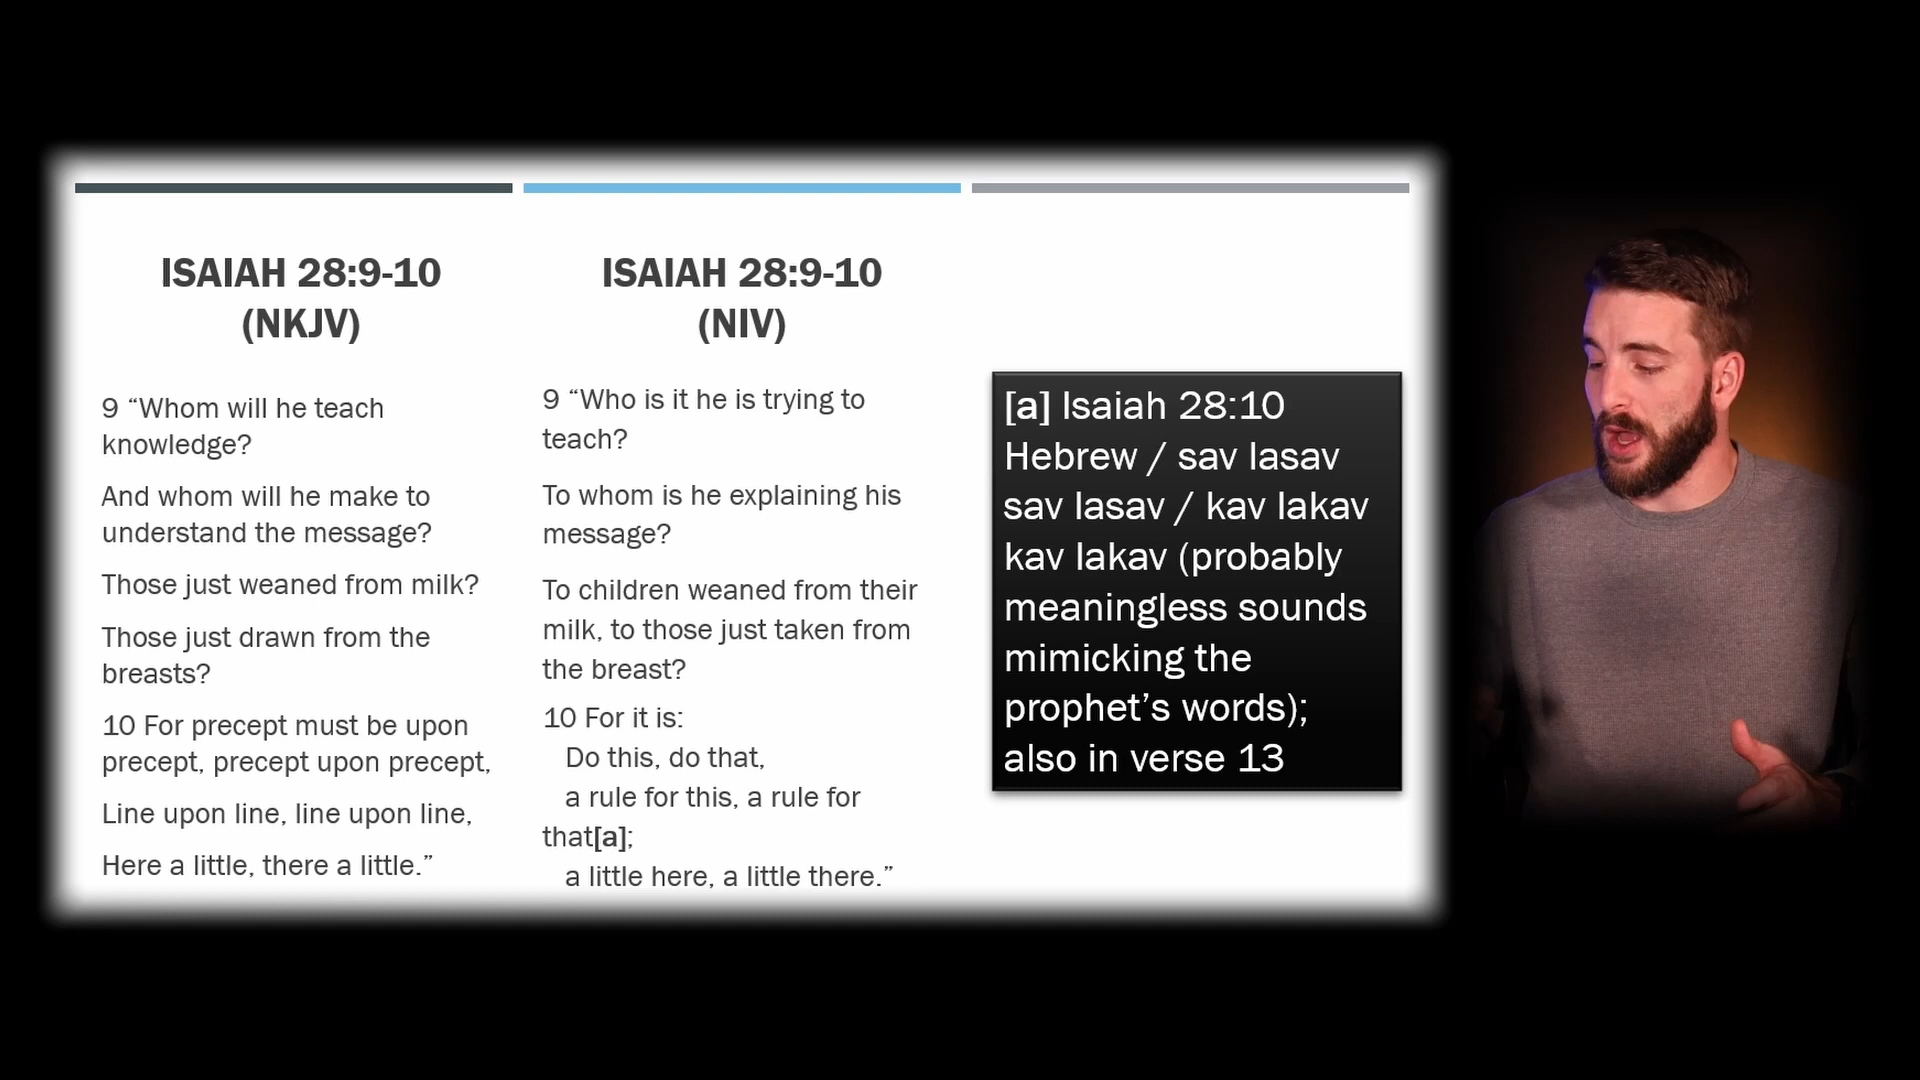 ISAIAH 28:9-10
(NKJV)
9 “Whom will he teach
knowledge?
And whom will he make to
understand the message?
Those just weaned from milk?
Those just drawn from the
breasts?
10 For precept must be upon
precept, precept upon precept,
Line upon line, line upon line,
Here a little, there a little.”
ISAIAH 28:9-10
(NIV)
9 “Who is it he is trying to
teach?
To whom is he explaining his
message?
To children weaned from their
milk, to those just taken from
the breast?
10 For it is:
Do this, do that,
a rule for this, a rule for
that[a];
a little here, a little there.”
[a] Isaiah 28:10
Hebrew / sav lasav
sav lasav / kav lakav
kav lakav (probably
meaningless sounds
mimicking the
prophet’s words);
also in verse 13